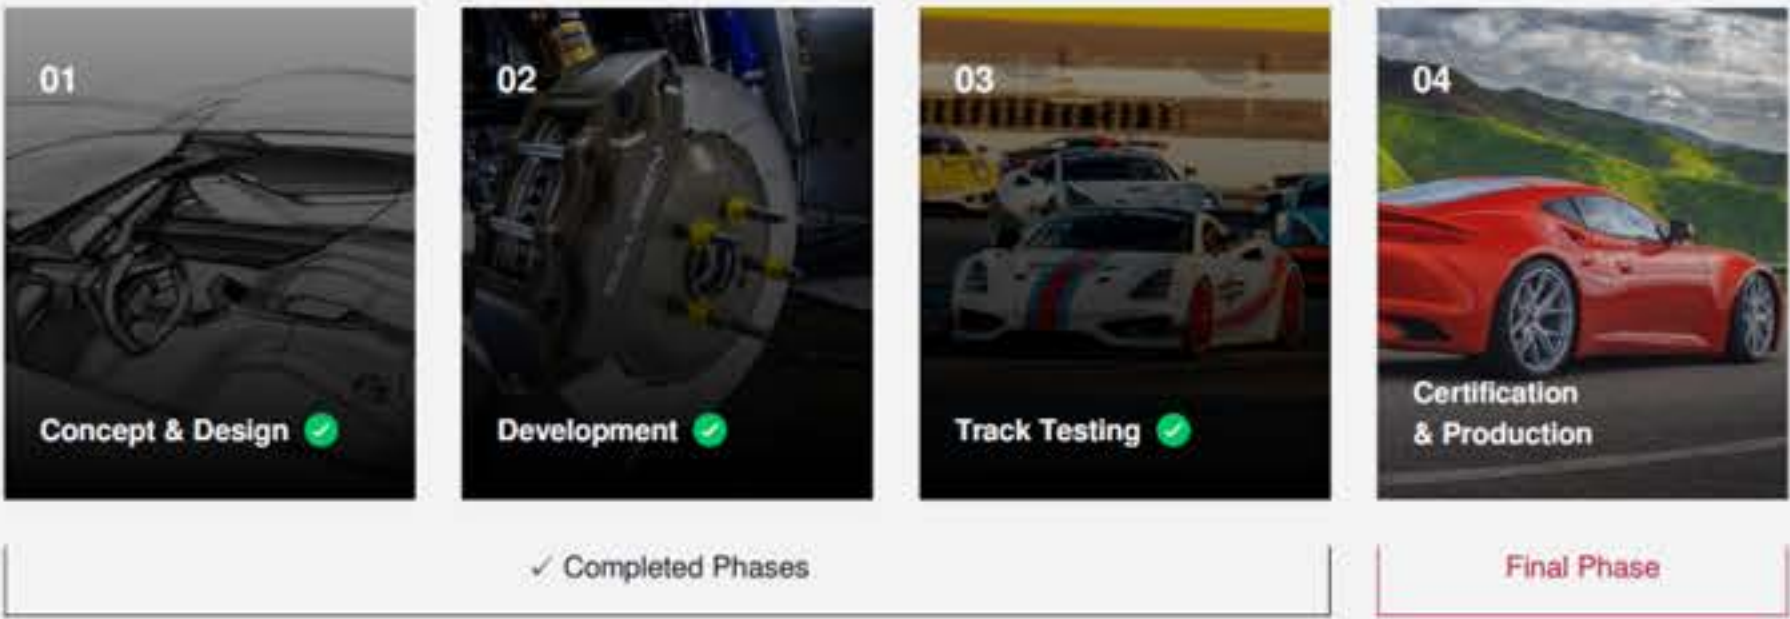 01
02
03
04
Concept & Design
Development
Track Testing
Certification
& Production
✓ Completed Phases
Final Phase